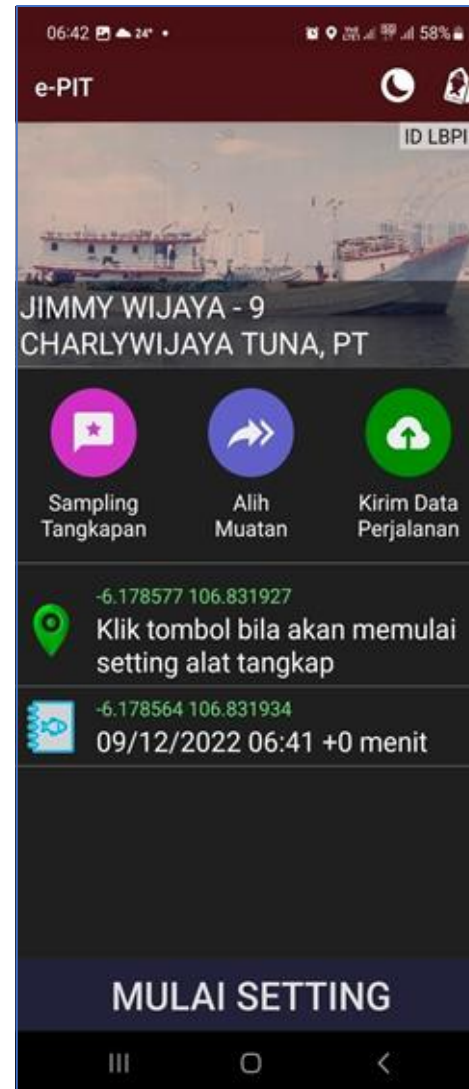 06:42 24° • 58%
e-PIT
ID LBPI
JIMMY WIJAYA - 9
CHARLYWIJAYA TUNA, PT
Sampling Tangkapan
Alih Muatan
Kirim Data Perjalanan
-6.178577 106.831927
Klik tombol bila akan memulai
setting alat tangkap
-6.178564 106.831934
09/12/2022 06:41 +0 menit
MULAI SETTING